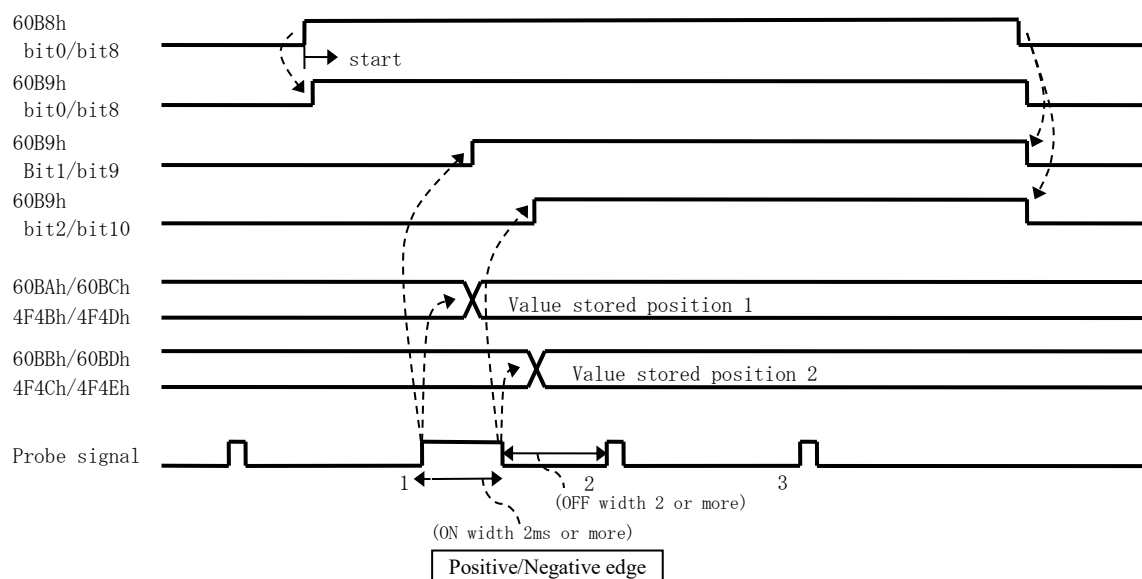 60B8h
bit0/bit8
start
60B9h
bit0/bit8
60B9h
Bit1/bit9
60B9h
bit2/bit10
60BAh/60BCh
Value stored position 1
4F4Bh/4F4Dh
60BBh/60BDh
Value stored position 2
4F4Ch/4F4Eh
Probe signal
1
2
3
(OFF width 2 or more)
(ON width 2ms or more)
Positive/Negative edge